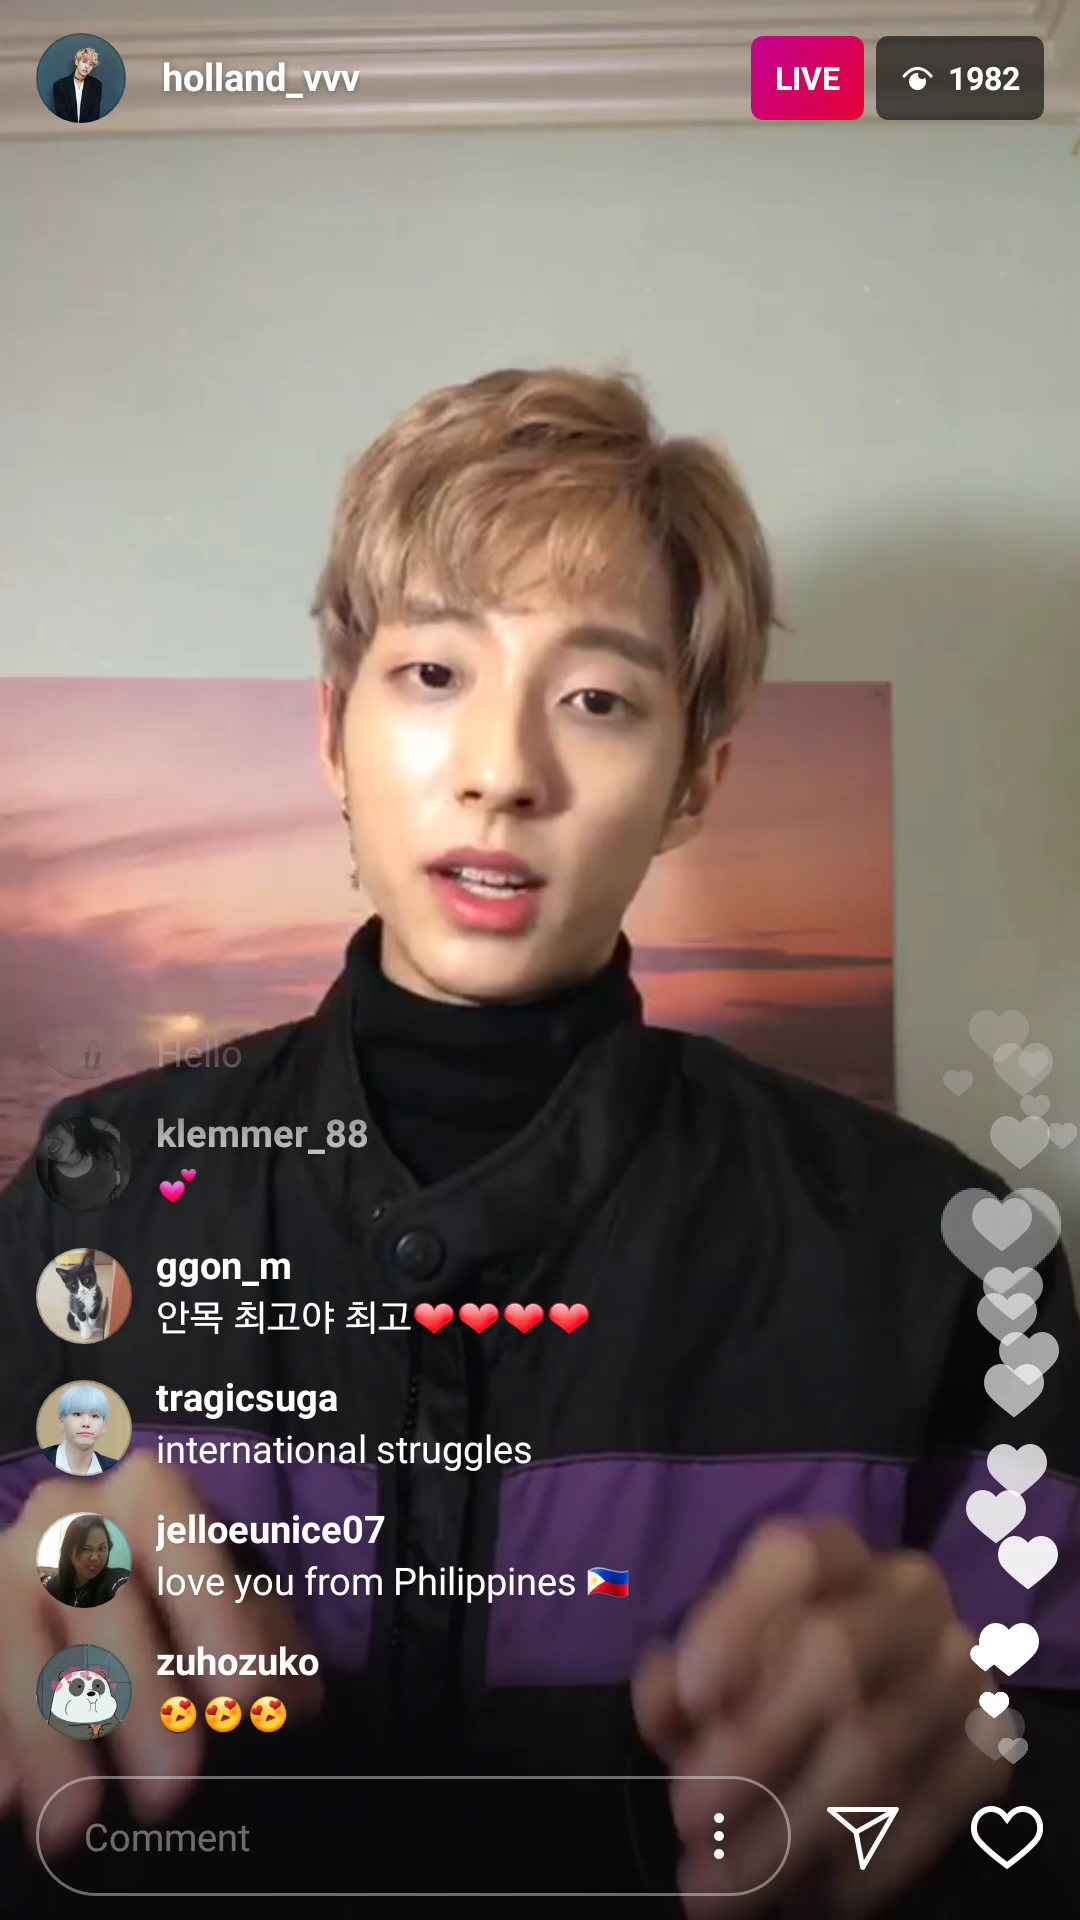 holland_vvv
LIVE
1982
Hello
klemmer_88
💕
ggon_m
안목 최고야 최고❤❤❤❤
tragicsuga
international struggles
jelloeunice07
love you from Philippines 🇵🇭
zuhozuko
😍😍😍
Comment